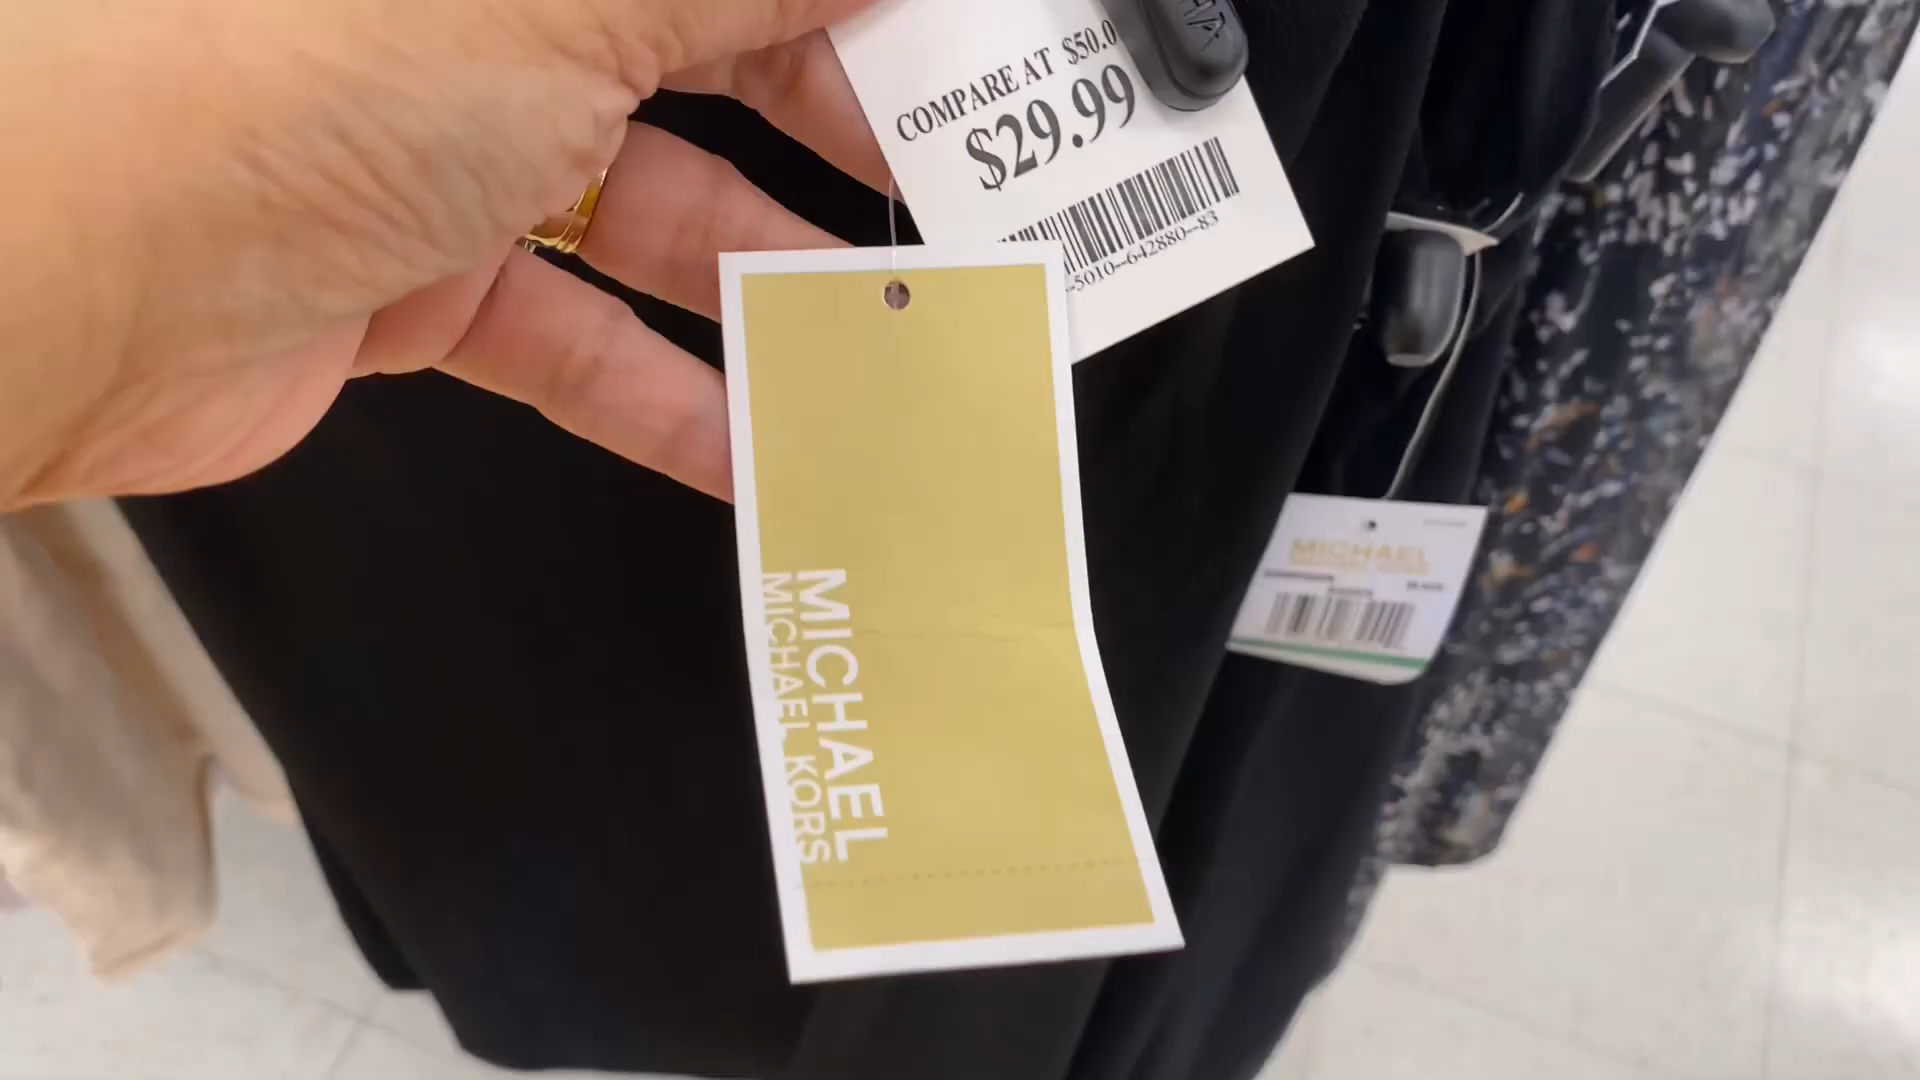 COMPARE AT $50.0
$29.99
-5010-642880-83
MICHAEL
MICHAEL KORS
MICHAEL